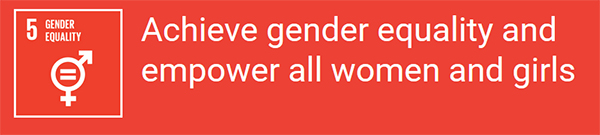 5 GENDER
EQUALITY
Achieve gender equality and
empower all women and girls